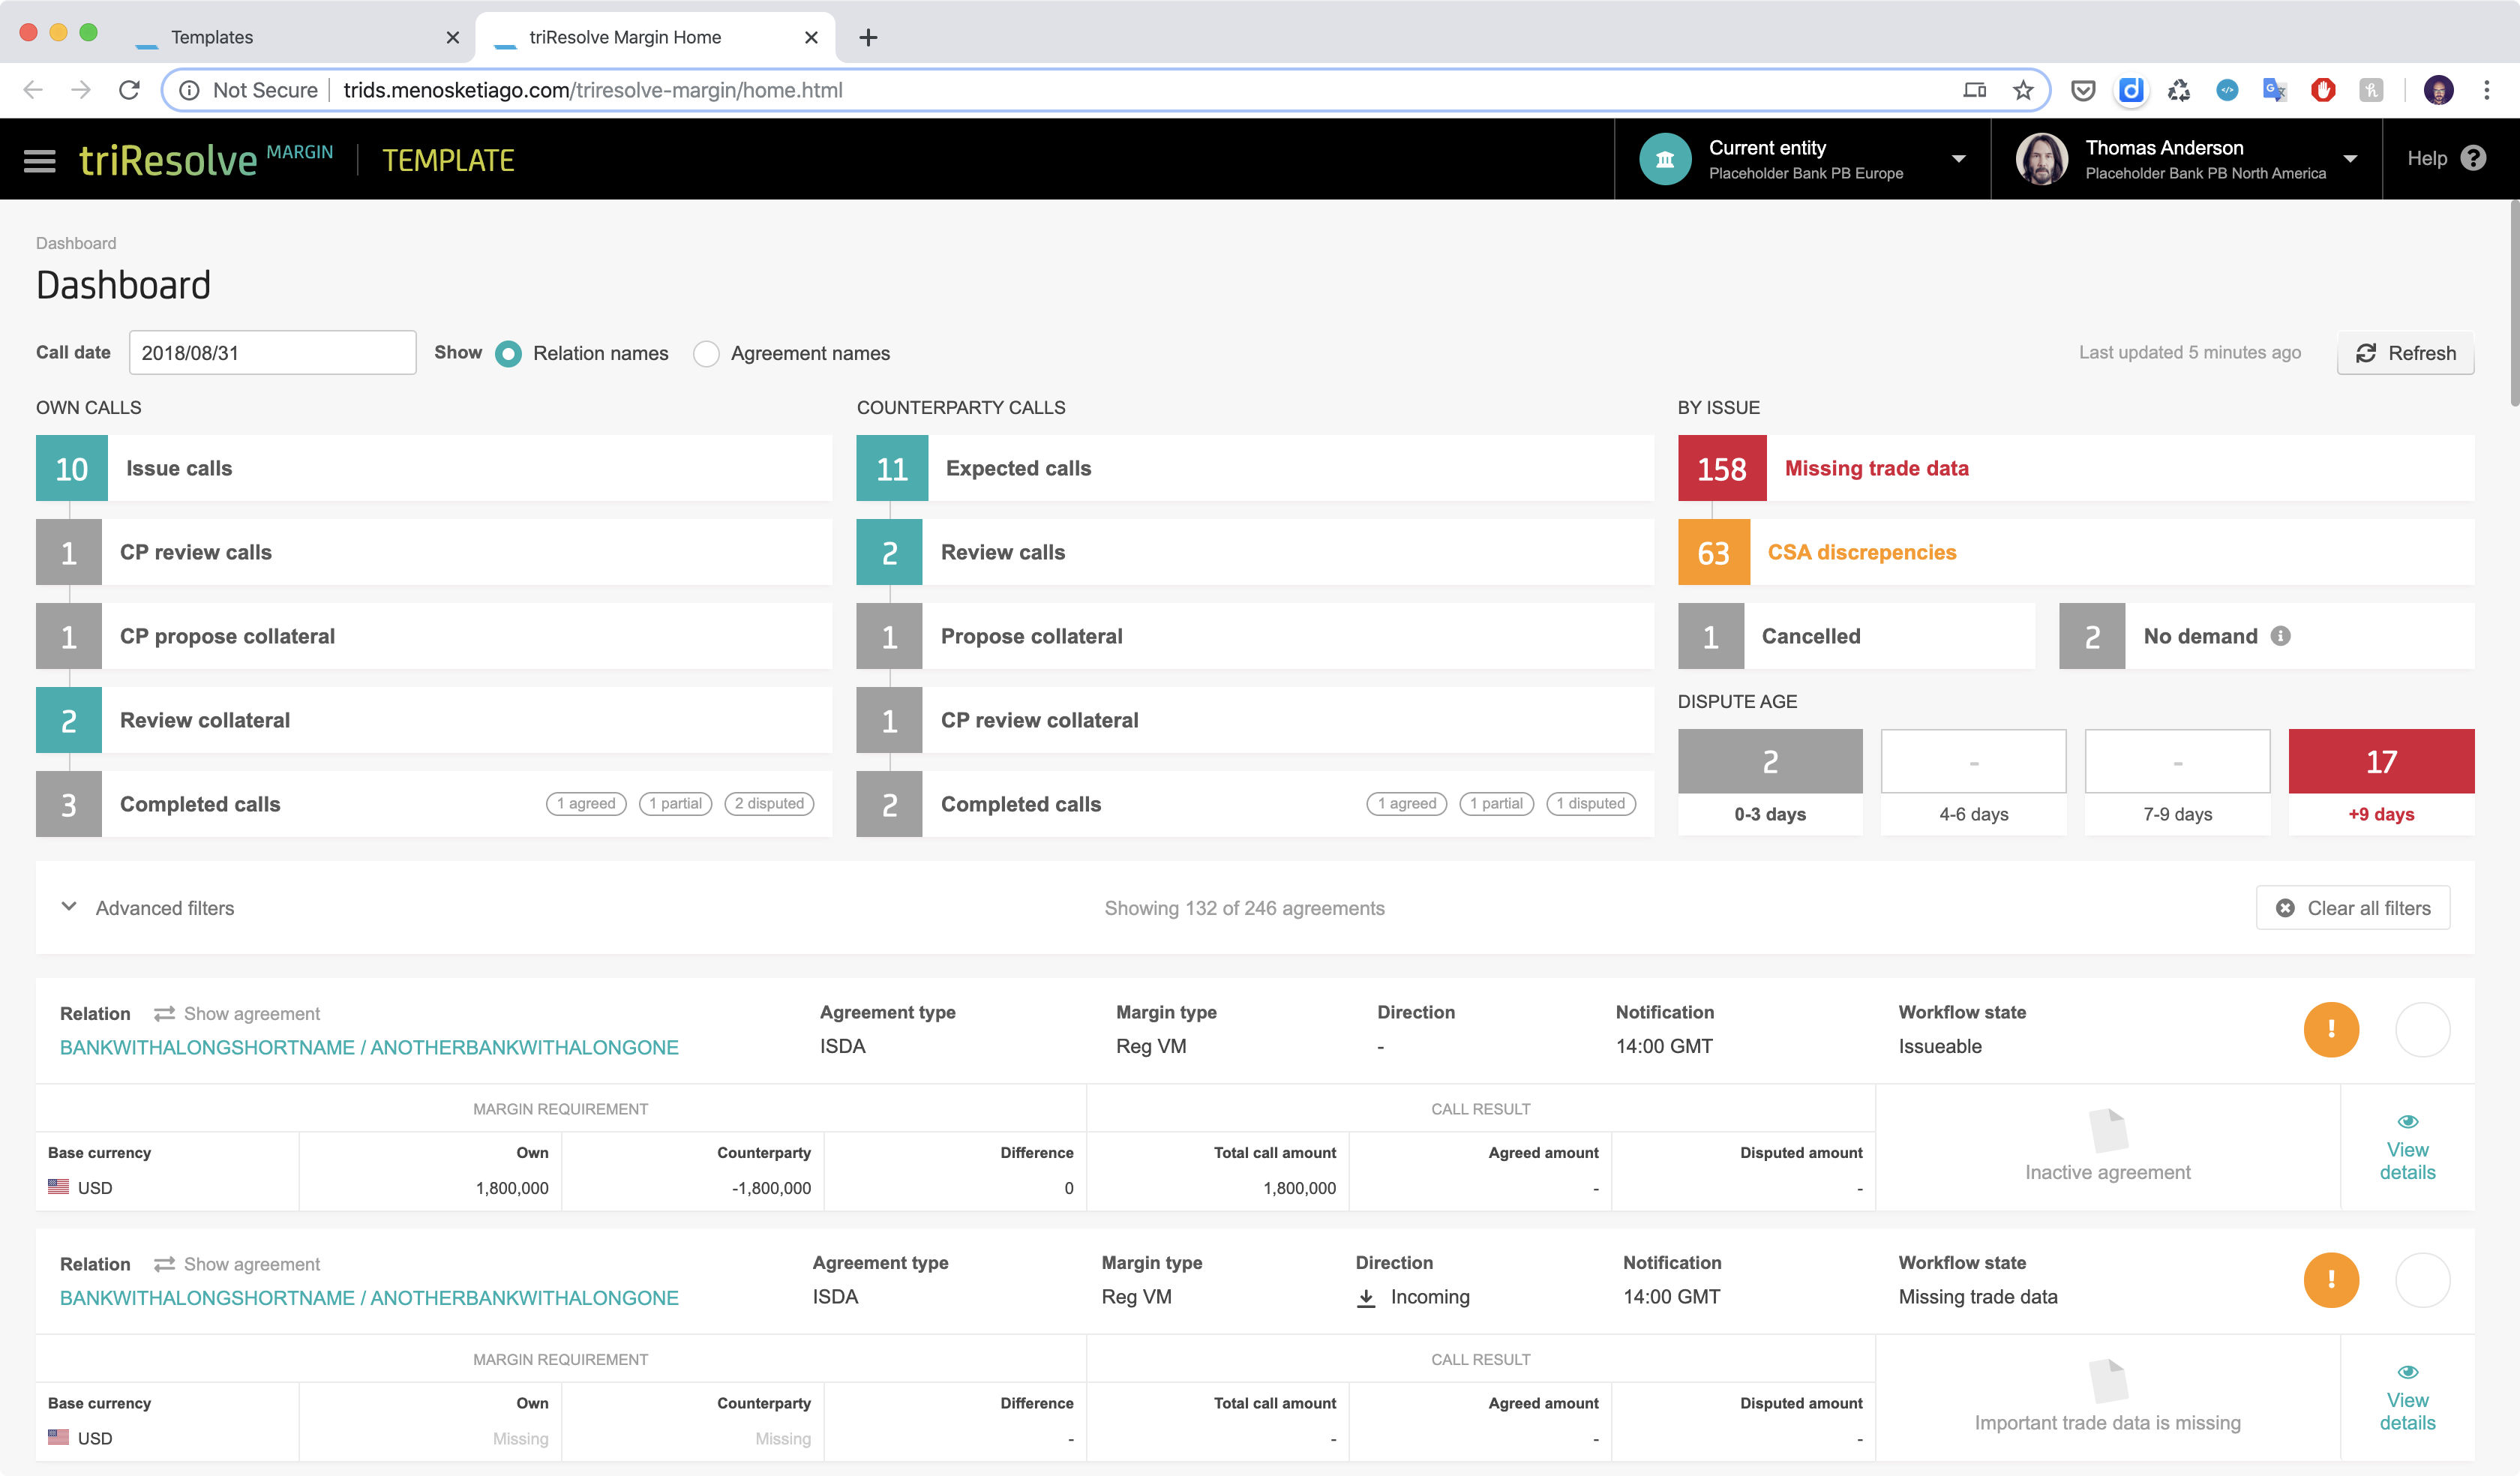 Templates
triResolve Margin Home
Not Secure
trids.menosketiago.com/triresolve-margin/home.html
triResolve MARGIN
TEMPLATE
Current entity
Placeholder Bank PB Europe
Thomas Anderson
Placeholder Bank PB North America
Help
Dashboard
Dashboard
Call date
2018/08/31
Show
Relation names
Agreement names
Last updated 5 minutes ago
Refresh
OWN CALLS
10 Issue calls
1 CP review calls
1 CP propose collateral
2 Review collateral
3 Completed calls
1 agreed
1 partial
2 disputed
COUNTERPARTY CALLS
11 Expected calls
2 Review calls
1 Propose collateral
1 CP review collateral
2 Completed calls
1 agreed
1 partial
1 disputed
BY ISSUE
158 Missing trade data
63 CSA discrepencies
1 Cancelled
2 No demand
DISPUTE AGE
2
0-3 days
-
4-6 days
-
7-9 days
17
+9 days
Advanced filters
Showing 132 of 246 agreements
Clear all filters
Relation Show agreement
BANKWITHALONGSHORTNAME / ANOTHERBANKWITHALONGONE
Agreement type
ISDA
Margin type
Reg VM
Direction
-
Notification
14:00 GMT
Workflow state
Issueable
MARGIN REQUIREMENT
CALL RESULT
Base currency
USD
Own
1,800,000
Counterparty
-1,800,000
Difference
0
Total call amount
1,800,000
Agreed amount
-
Disputed amount
-
Inactive agreement
View
details
Relation Show agreement
BANKWITHALONGSHORTNAME / ANOTHERBANKWITHALONGONE
Agreement type
ISDA
Margin type
Reg VM
Direction
Incoming
Notification
14:00 GMT
Workflow state
Missing trade data
MARGIN REQUIREMENT
CALL RESULT
Base currency
USD
Own
Missing
Counterparty
Missing
Difference
-
Total call amount
-
Agreed amount
-
Disputed amount
-
Important trade data is missing
View
details